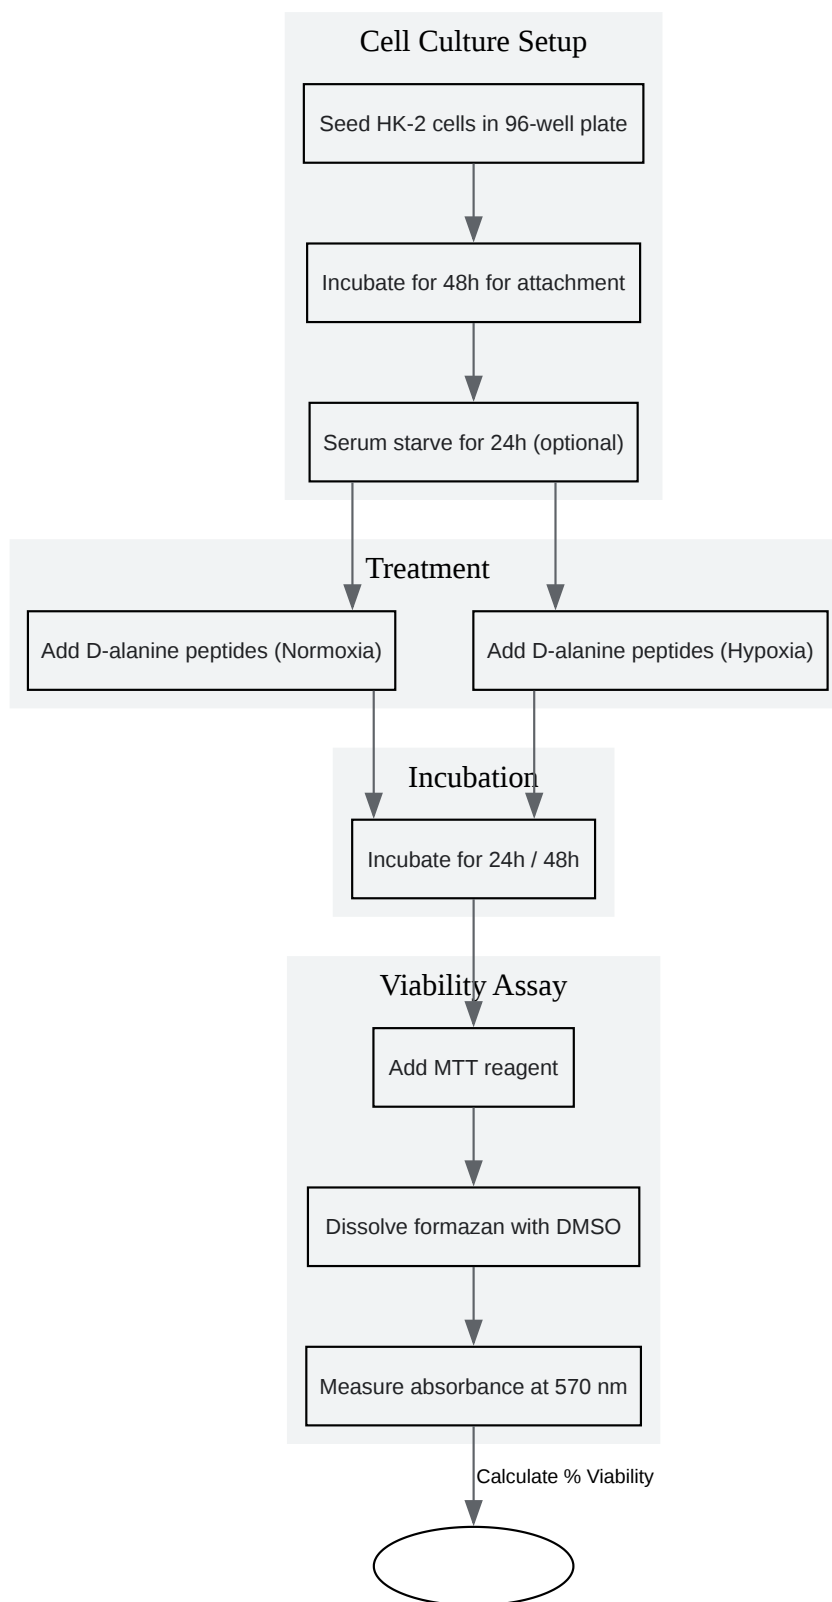 Cell Culture Setup
Seed HK-2 cells in 96-well plate
Incubate for 48h for attachment
Serum starve for 24h (optional)
Treatment
Add D-alanine peptides (Normoxia)
Add D-alanine peptides (Hypoxia)
Incubation
Incubate for 24h / 48h
Viability Assay
Add MTT reagent
Dissolve formazan with DMSO
Measure absorbance at 570 nm
Calculate % Viability